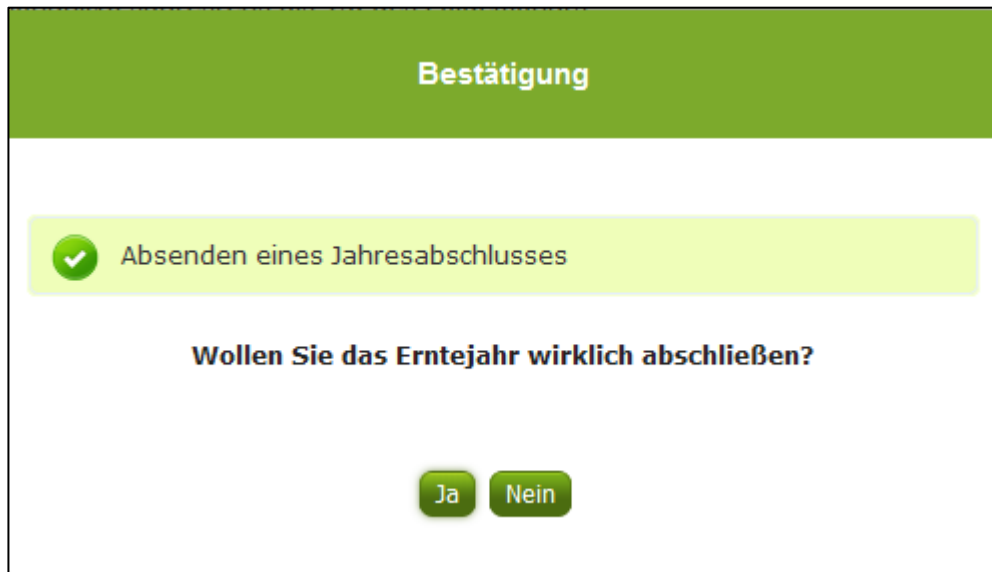 Bestätigung
Absenden eines Jahresabschlusses
Wollen Sie das Erntejahr wirklich abschließen?
Ja Nein